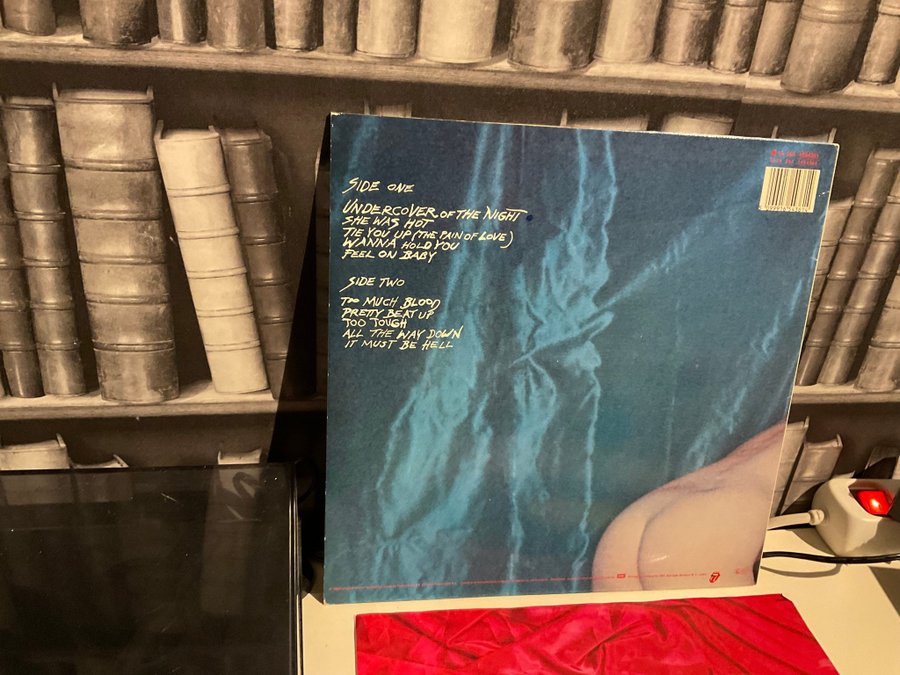 SIDE ONE
UNDERCOVER OF THE NIGHT
SHE WAS HOT
TIE YOU UP (THE PAIN OF LOVE)
WANNA HOLD YOU
FEEL ON BABY
SIDE TWO
TOO MUCH BLOOD
PRETTY BEAT UP
TOO TOUGH
ALL THE WAY DOWN
IT MUST BE HELL